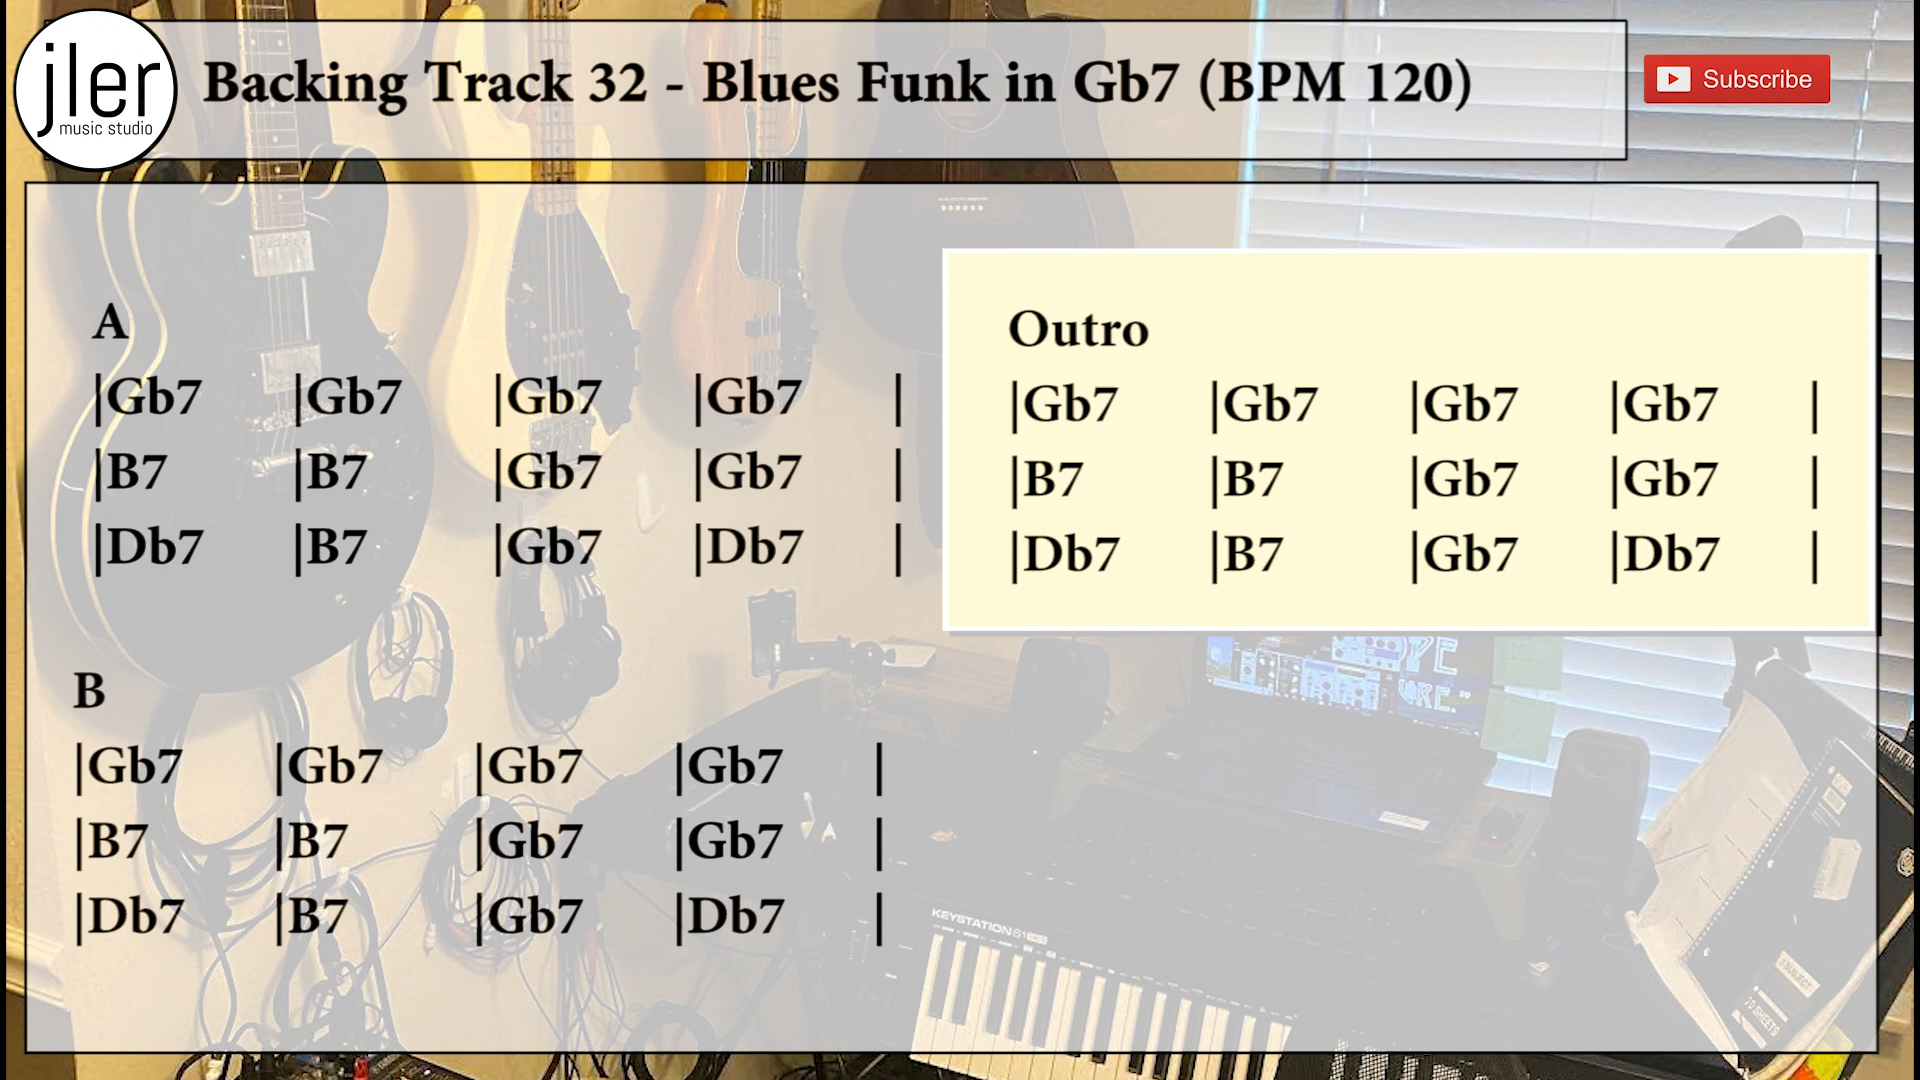 jler
music studio
Backing Track 32 - Blues Funk in Gb7 (BPM 120)
Subscribe
A
|Gb7 |Gb7 |Gb7 |Gb7 |
|B7 |B7 |Gb7 |Gb7 |
|Db7 |B7 |Gb7 |Db7 |
B
|Gb7 |Gb7 |Gb7 |Gb7 |
|B7 |B7 |Gb7 |Gb7 |
|Db7 |B7 |Gb7 |Db7 |
Outro
|Gb7 |Gb7 |Gb7 |Gb7 |
|B7 |B7 |Gb7 |Gb7 |
|Db7 |B7 |Gb7 |Db7 |
KEYSTATION61